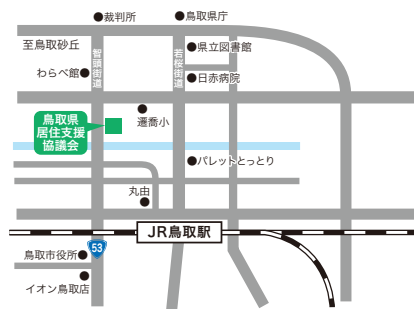 裁判所
鳥取県庁
至鳥取砂丘
智頭街道
若桜街道
県立図書館
わらべ館
日赤病院
遷喬小
鳥取県
居住支援
協議会
パレットとっとり
丸由
JR鳥取駅
鳥取市役所
53
イオン鳥取店